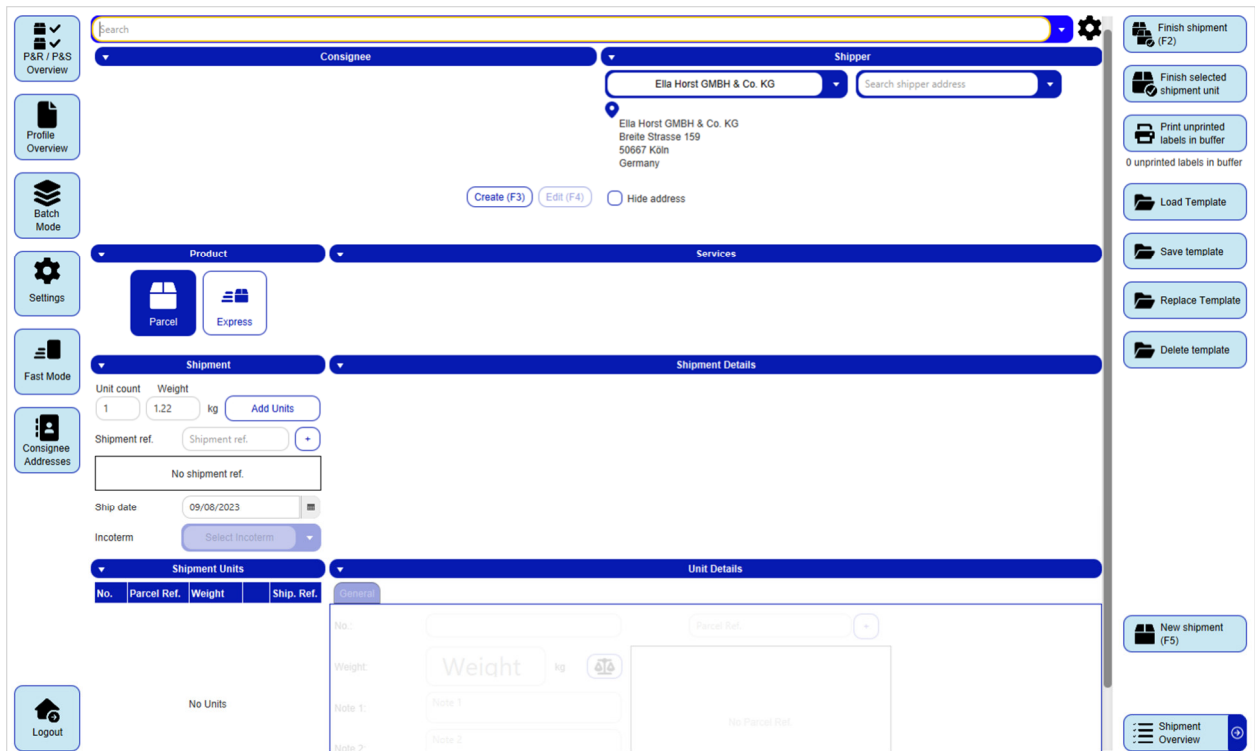 P&R / P&S
Overview
Profile
Overview
Batch
Mode
Settings
Fast Mode
Consignee
Addresses
Logout
Search
Consignee
Create (F3)
Edit (F4)
Shipper
Ella Horst GMBH & Co. KG
Search shipper address
Ella Horst GMBH & Co. KG
Breite Strasse 159
50667 Köln
Germany
Hide address
Product
Parcel
Express
Services
Shipment
Unit count Weight
1 1.22 kg Add Units
Shipment ref. Shipment ref. +
No shipment ref.
Ship date 09/08/2023
Incoterm Select Incoterm
Shipment Details
Shipment Units
No. Parcel Ref. Weight Ship. Ref.
No Units
Unit Details
General
No.: Parcel Ref. +
Weight: Weight kg
Note 1: Note 1
No Parcel Ref.
Note 2: Note 2
Finish shipment
(F2)
Finish selected
shipment unit
Print unprinted
labels in buffer
0 unprinted labels in buffer
Load Template
Save template
Replace Template
Delete template
New shipment
(F5)
Shipment
Overview